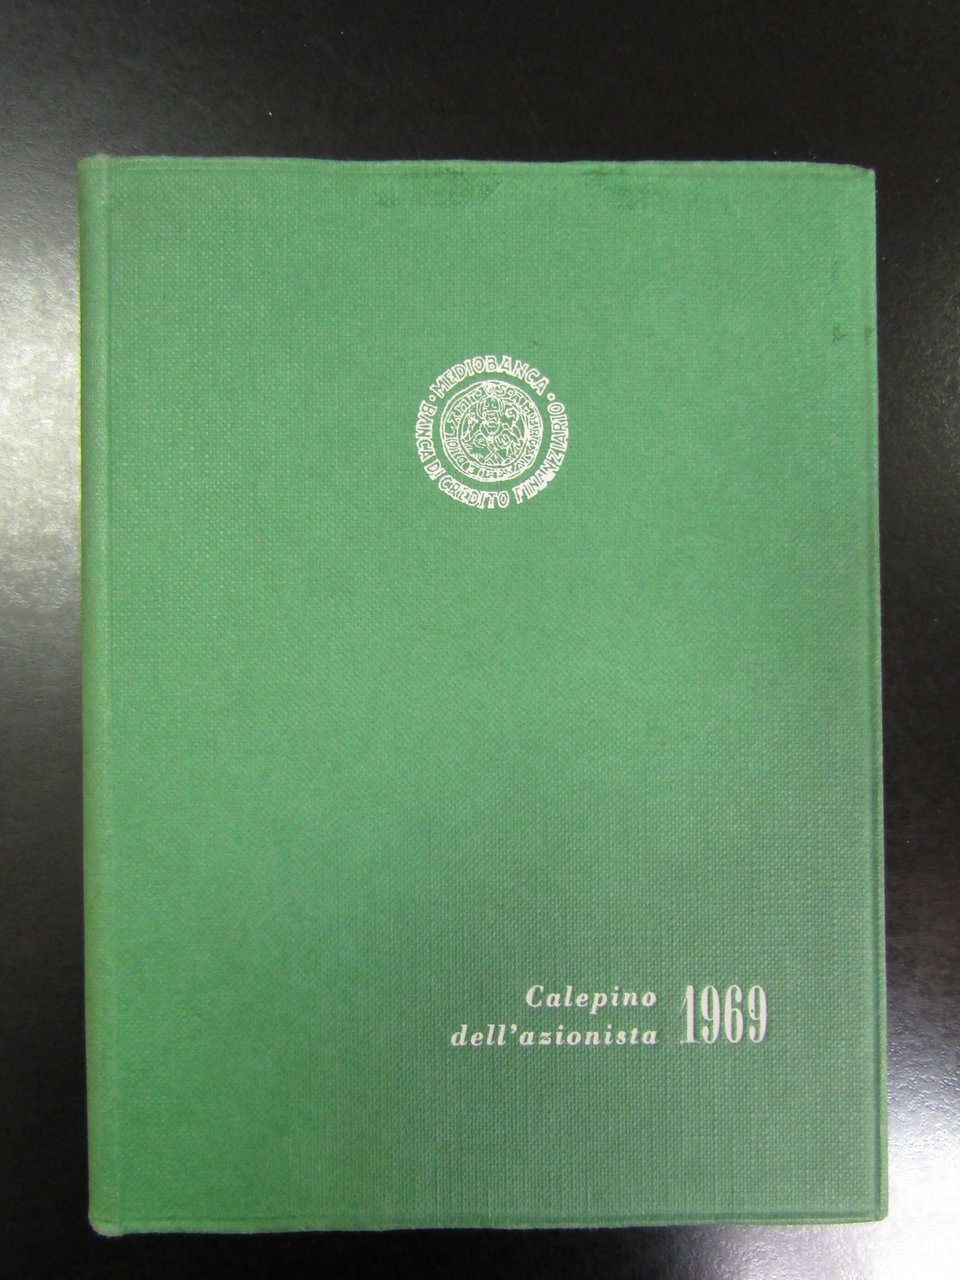 MEDIOBANCA · BANCA DI CREDITO FINANZIARIO ·
Calepino
dell'azionista 1969